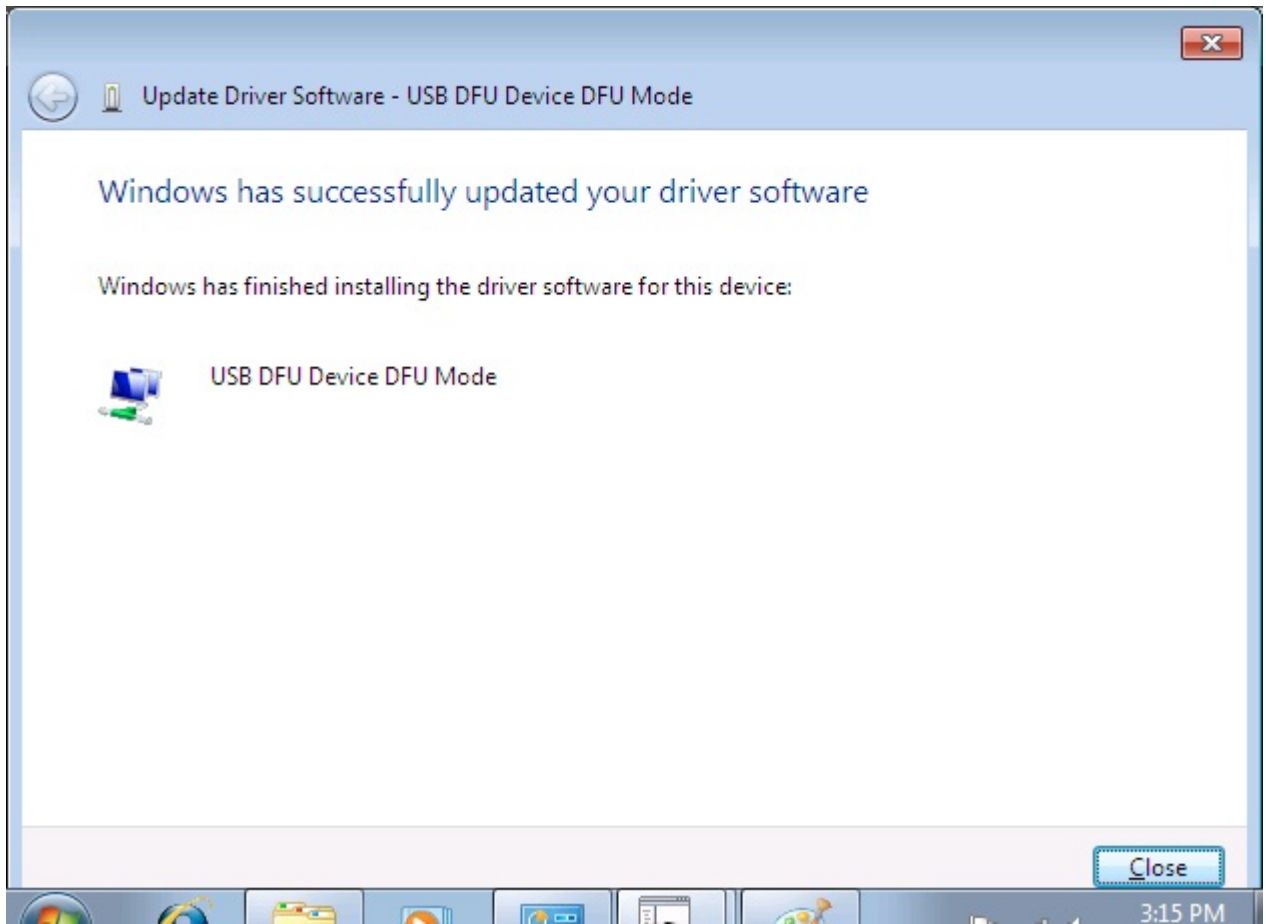 Update Driver Software - USB DFU Device DFU Mode
Windows has successfully updated your driver software
Windows has finished installing the driver software for this device:
USB DFU Device DFU Mode
Close
3:15 PM